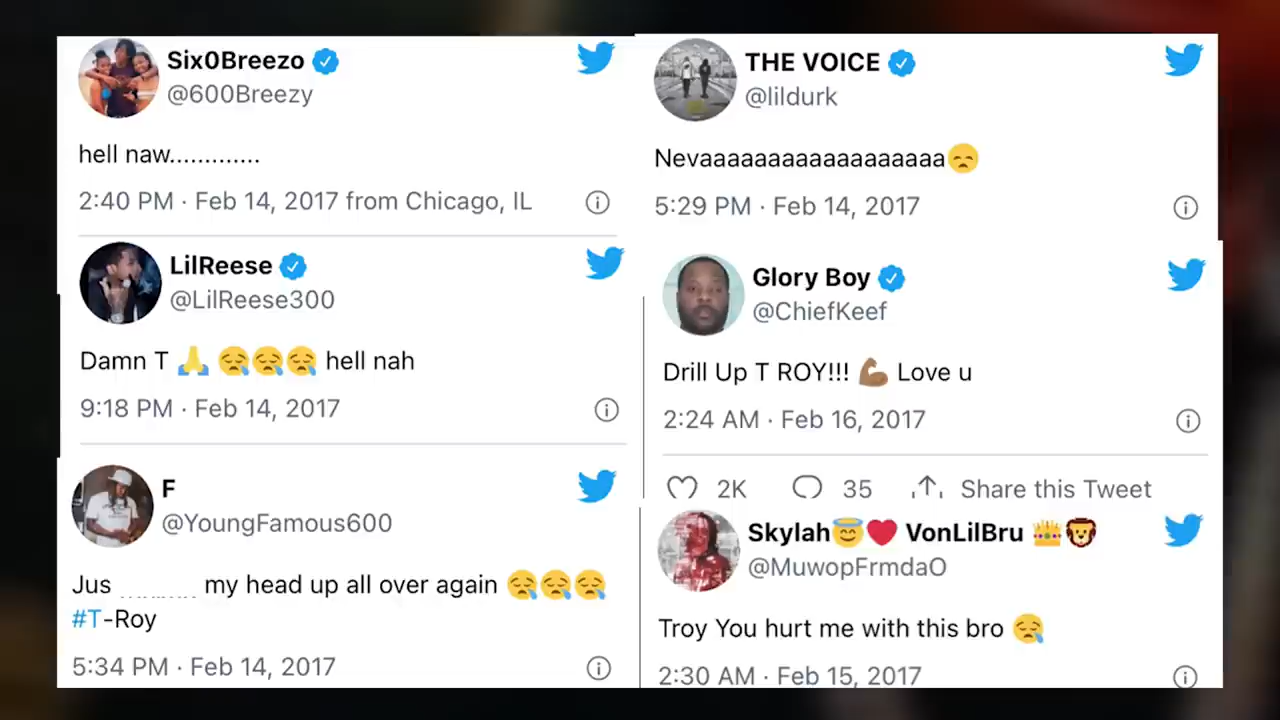 Six0Breezo
@600Breezy
hell naw.............
2:40 PM · Feb 14, 2017 from Chicago, IL
LilReese
@LilReese300
Damn T 🙏 😪😪😪 hell nah
9:18 PM · Feb 14, 2017
F
@YoungFamous600
Jus my head up all over again 😪😪😪
#T-Roy
5:34 PM · Feb 14, 2017
THE VOICE
@lildurk
Nevaaaaaaaaaaaaaaaaaa😞
5:29 PM · Feb 14, 2017
Glory Boy
@ChiefKeef
Drill Up T ROY!!! 💪🏾 Love u
2:24 AM · Feb 16, 2017
2K 35 Share this Tweet
Skylah😇❤️ VonLilBru 👑🦁
@MuwopFrmdaO
Troy You hurt me with this bro 😪
2:30 AM · Feb 15, 2017